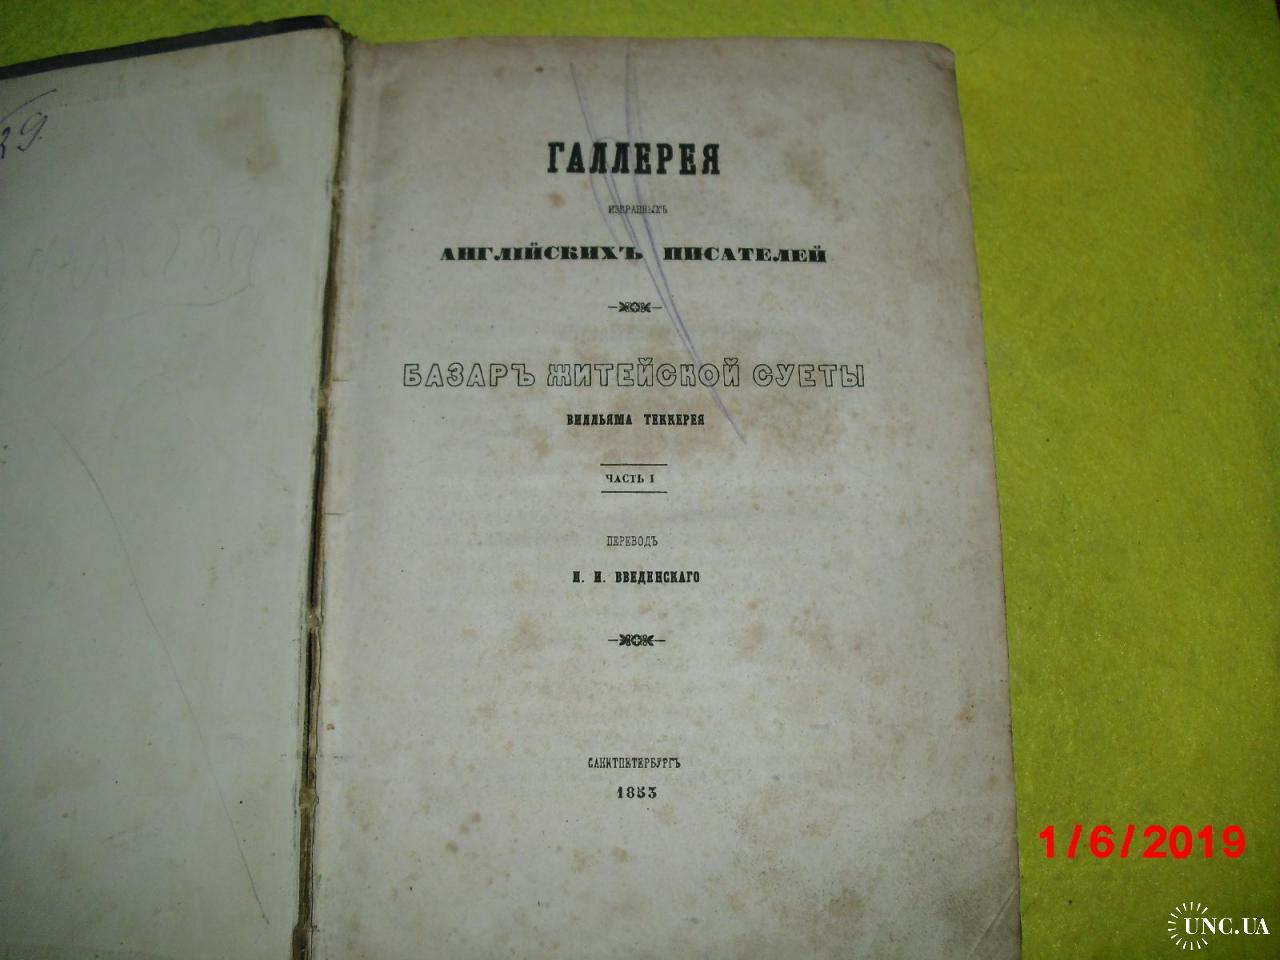 29.
ГАЛЛЕРЕЯ
ИЗБРАННЫХЪ
АНГЛІЙСКИХЪ ПИСАТЕЛЕЙ
БАЗАРЪ ЖИТЕЙСКОЙ СУЕТЫ
ВИЛЛЬЯМА ТЕККЕРЕЯ
ЧАСТЬ I
ПЕРЕВОДЪ
И. И. ВВЕДЕНСКАГО
САНКТПЕТЕРБУРГЪ
1853
1/6/2019
UNC.UA